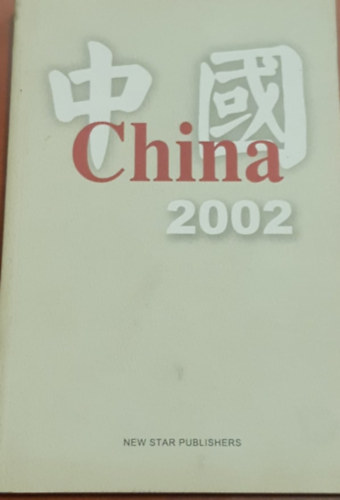 中國
China
2002
NEW STAR PUBLISHERS